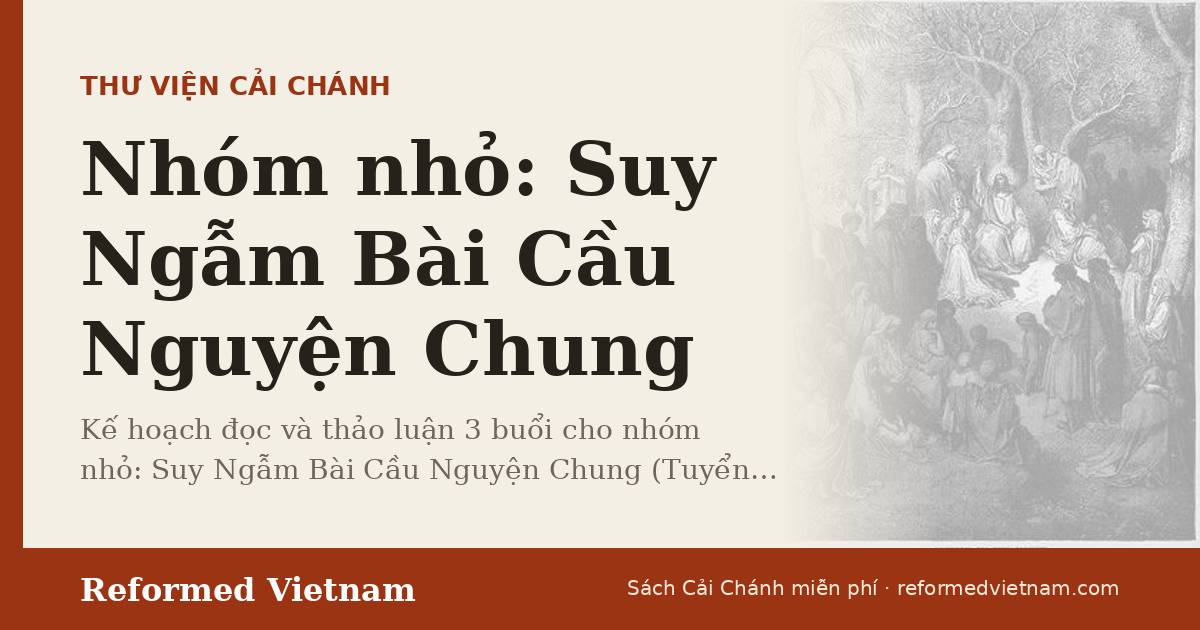 THƯ VIỆN CẢI CHÁNH
Nhóm nhỏ: Suy
Ngẫm Bài Cầu
Nguyện Chung
Kế hoạch đọc và thảo luận 3 buổi cho nhóm
nhỏ: Suy Ngẫm Bài Cầu Nguyện Chung (Tuyển...
Reformed Vietnam
Sách Cải Chánh miễn phí · reformedvietnam.com